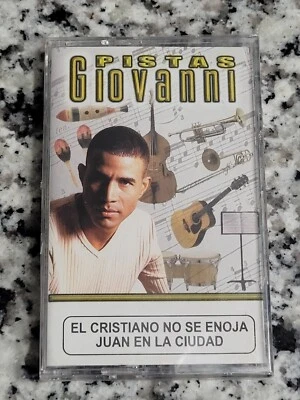 PISTAS
Giovanni
EL CRISTIANO NO SE ENOJA
JUAN EN LA CIUDAD